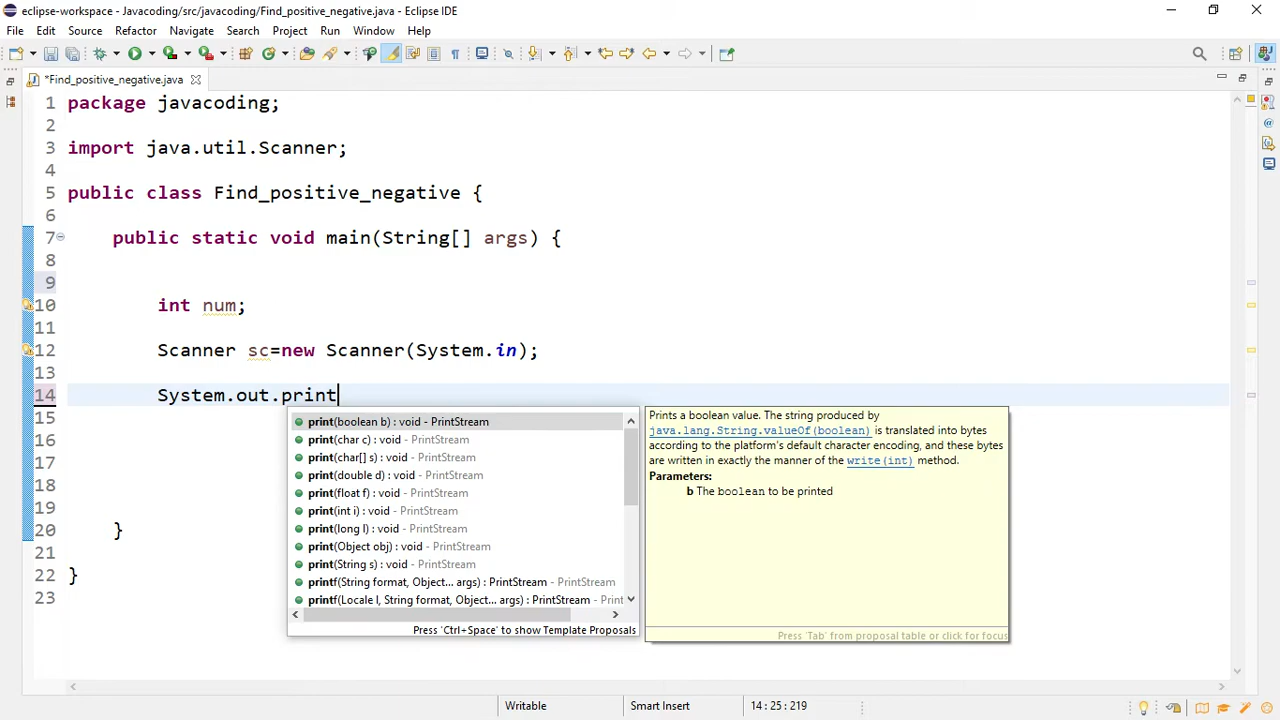 eclipse-workspace - Javacoding/src/javacoding/Find_positive_negative.java - Eclipse IDE
File Edit Source Refactor Navigate Search Project Run Window Help
*Find_positive_negative.java
1 package javacoding;
2
3 import java.util.Scanner;
4
5 public class Find_positive_negative {
6
7 public static void main(String[] args) {
8
9
10 int num;
11
12 Scanner sc=new Scanner(System.in);
13
14 System.out.print
15
16
17
18
19
20 }
21
22 }
23
print(boolean b) : void - PrintStream
print(char c) : void - PrintStream
print(char[] s) : void - PrintStream
print(double d) : void - PrintStream
print(float f) : void - PrintStream
print(int i) : void - PrintStream
print(long l) : void - PrintStream
print(Object obj) : void - PrintStream
print(String s) : void - PrintStream
printf(String format, Object... args) : PrintStream - PrintStream
printf(Locale l, String format, Object... args) : PrintStream - Print
Press 'Ctrl+Space' to show Template Proposals
Prints a boolean value. The string produced by
java.lang.String.valueOf(boolean) is translated into bytes
according to the platform's default character encoding, and these bytes
are written in exactly the manner of the write(int) method.
Parameters:
b The boolean to be printed
Press 'Tab' from proposal table or click for focus
Writable Smart Insert 14 : 25 : 219